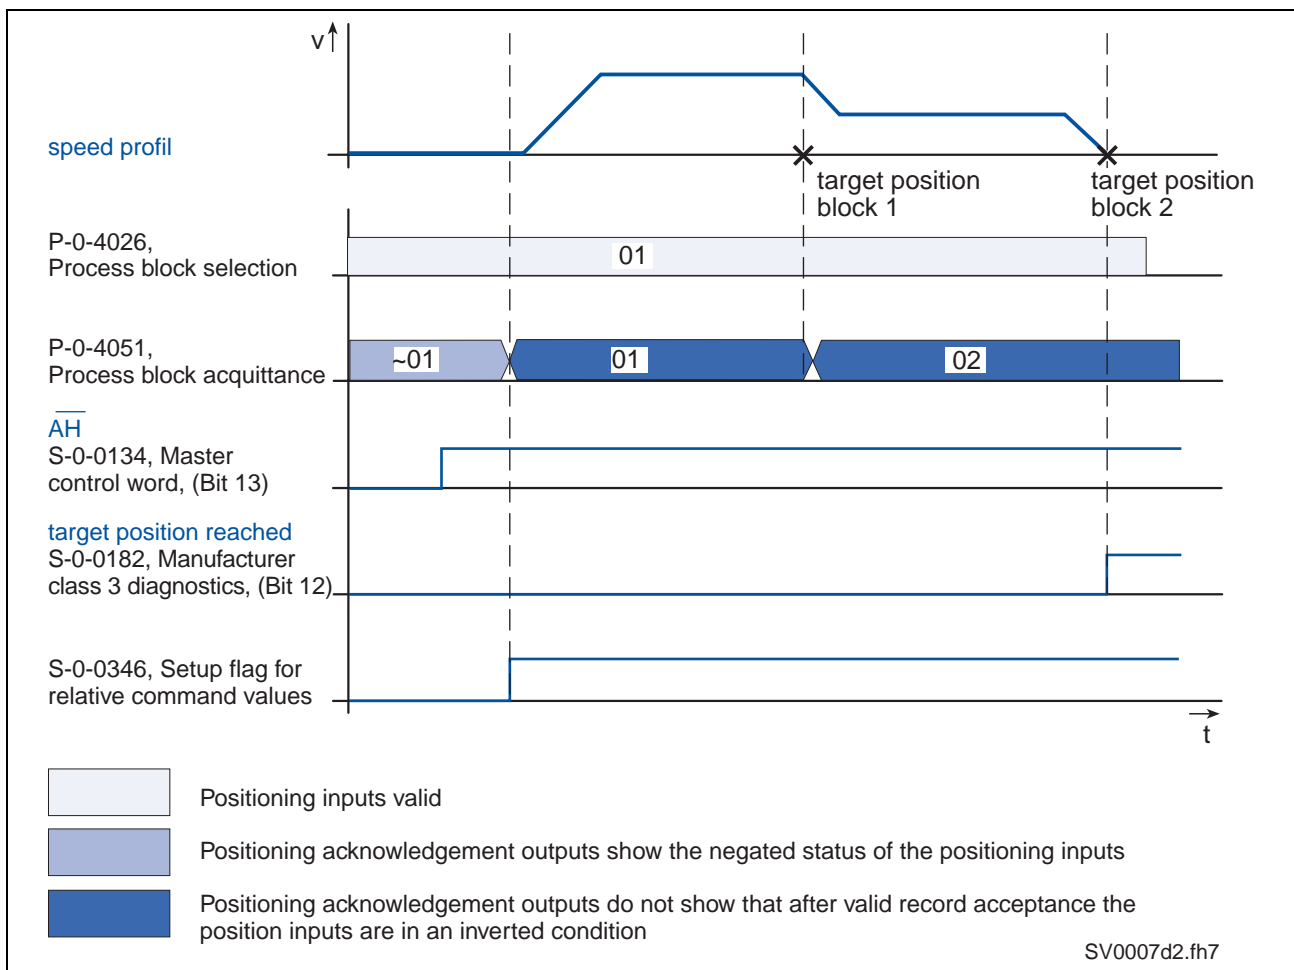 v
speed profil
target position
block 1
target position
block 2
P-0-4026,
Process block selection
01
P-0-4051,
Process block acquittance
~01
01
02
AH
S-0-0134, Master
control word, (Bit 13)
target position reached
S-0-0182, Manufacturer
class 3 diagnostics, (Bit 12)
S-0-0346, Setup flag for
relative command values
t
Positioning inputs valid
Positioning acknowledgement outputs show the negated status of the positioning inputs
Positioning acknowledgement outputs do not show that after valid record acceptance the
position inputs are in an inverted condition
SV0007d2.fh7